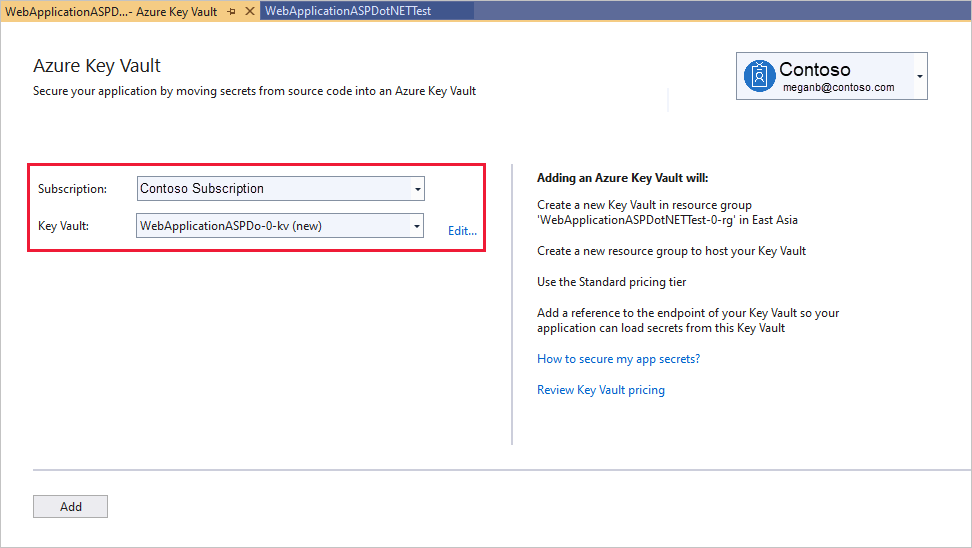 WebApplicationASPD...- Azure Key Vault
WebApplicationASPDotNETTest
Azure Key Vault
Secure your application by moving secrets from source code into an Azure Key Vault
Contoso
meganb@contoso.com
Subscription:
Contoso Subscription
Key Vault:
WebApplicationASPDo-0-kv (new)
Edit...
Adding an Azure Key Vault will:
Create a new Key Vault in resource group
'WebApplicationASPDotNETTest-0-rg' in East Asia
Create a new resource group to host your Key Vault
Use the Standard pricing tier
Add a reference to the endpoint of your Key Vault so your
application can load secrets from this Key Vault
How to secure my app secrets?
Review Key Vault pricing
Add